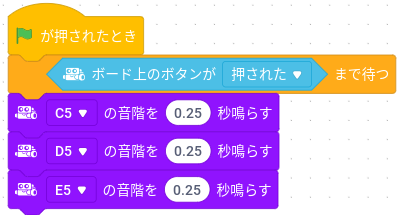 が押されたとき
ボード上のボタンが 押された まで待つ
C5 の音階を 0.25 秒鳴らす
D5 の音階を 0.25 秒鳴らす
E5 の音階を 0.25 秒鳴らす